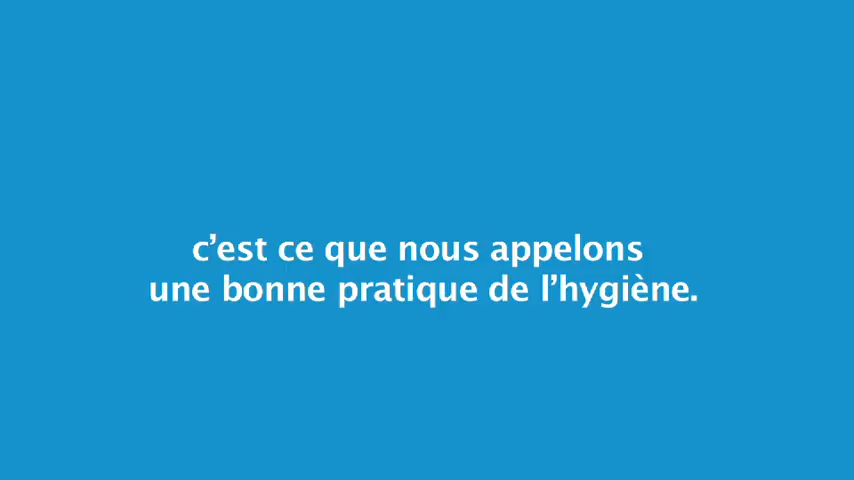 c’est ce que nous appelons
une bonne pratique de l’hygiène.